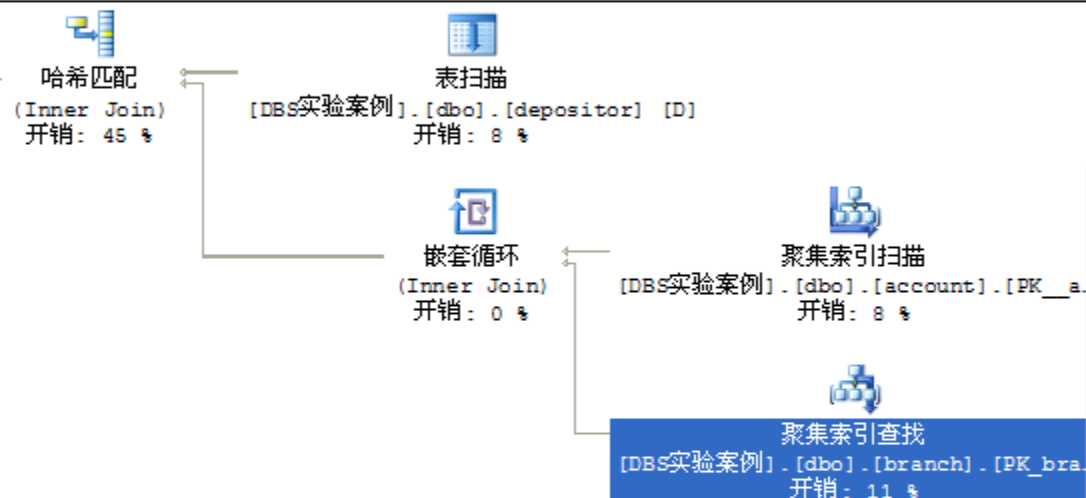 哈希匹配
(Inner Join)
开销: 45 %
表扫描
[DBS实验案例].[dbo].[depositor] [D]
开销: 8 %
嵌套循环
(Inner Join)
开销: 0 %
聚集索引扫描
[DBS实验案例].[dbo].[account].[PK__a.
开销: 8 %
聚集索引查找
[DBS实验案例].[dbo].[branch].[PK_bra.
开销: 11 %